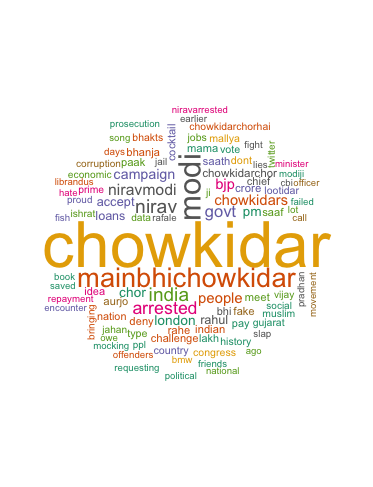 niravarrested
earlier
prosecution
cocktail
chowkidarchorhai
song bhakts
jobs mallya
fight
twitter
days bhanja
mama vote
corruption paak jail
saath dont lies minister
economic campaign
chowkidarchor modiji
librandus
hate prime niravmodi
modi
bjp crore chief cbi officer
ji lootidar
proud accept
nirav
chowkidars failed
fish ishrat loans data rafale
govt pm saaf lot
call
chowkidar
mainbhichowkidar
book
saved
pradhan
movement
repayment idea chor india people meet vijay
encounter aurjo arrested social
bringing
nation deny london rahul bhi fake muslim
jahan type challenge rahe indian pay gujarat
owe lakh history slap
mocking ppl country congress ago
offenders bmw friends
requesting national
political